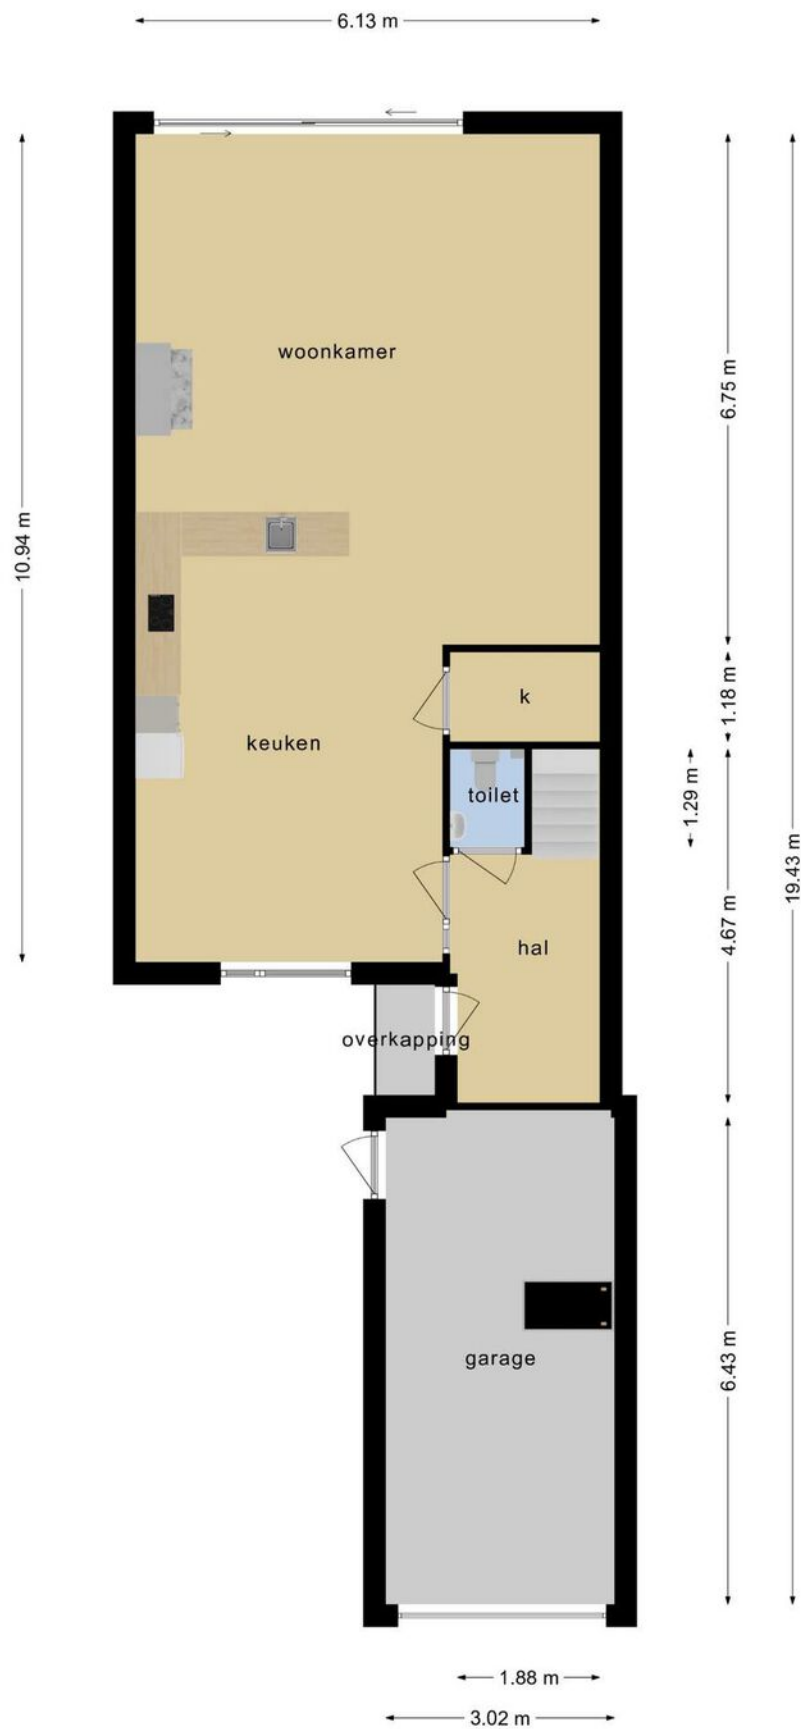 6.13 m
woonkamer
6.75 m
10.94 m
k
1.18 m
keuken
toilet
1.29 m
19.43 m
hal
4.67 m
overkapping
garage
6.43 m
1.88 m
3.02 m